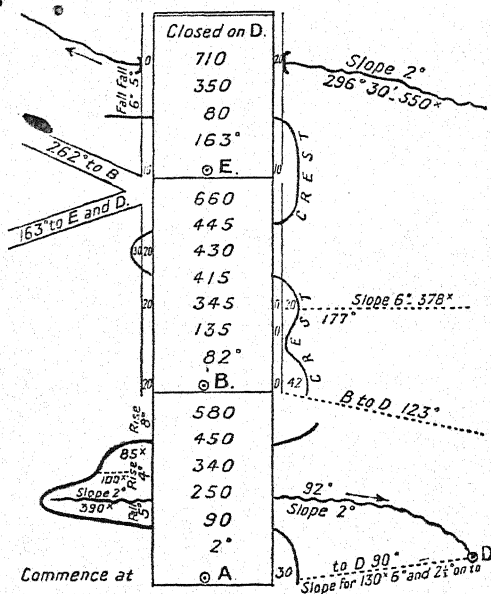 Closed on D.
710
350
80
163°
⊙ E.
660
445
430
415
345
135
82°
⊙ B.
580
450
340
250
90
2°
⊙ A.
Commence at
Fall 5°
Fall 6°
0
20
Slope 2°
296° 30'. 550ˣ
262° to B
163° to E and D.
10
10
CREST
30
20
20
0
20
Slope 6° 378ˣ
177°
CREST
20
0
42
B to D 123°
Rise 8°
85ˣ
100ˣ
Rise 4°
Slope 2°
390ˣ
Fall 5°
92°
Slope 2°
D
30
to D 90°
Slope for 130ˣ 6° and 2½° on to